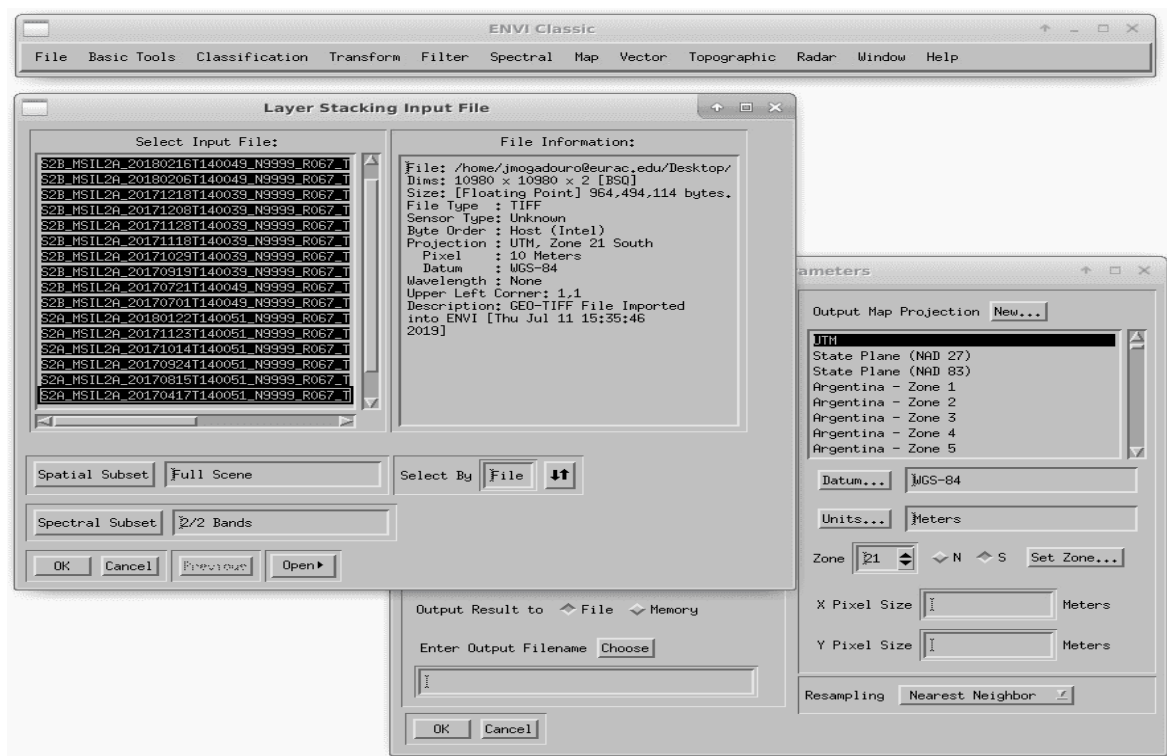 ENVI Classic
File Basic Tools Classification Transform Filter Spectral Map Vector Topographic Radar Window Help
Layer Stacking Input File
Select Input File:
S2B_MSIL2A_20180216T140049_N9999_R067_T
S2B_MSIL2A_20180206T140049_N9999_R067_T
S2B_MSIL2A_20171218T140039_N9999_R067_T
S2B_MSIL2A_20171208T140039_N9999_R067_T
S2B_MSIL2A_20171128T140039_N9999_R067_T
S2B_MSIL2A_20171118T140039_N9999_R067_T
S2B_MSIL2A_20171029T140039_N9999_R067_T
S2B_MSIL2A_20170919T140039_N9999_R067_T
S2B_MSIL2A_20170721T140039_N9999_R067_T
S2B_MSIL2A_20170701T140039_N9999_R067_T
S2A_MSIL2A_20180122T140051_N9999_R067_T
S2A_MSIL2A_20171123T140051_N9999_R067_T
S2A_MSIL2A_20171014T140051_N9999_R067_T
S2A_MSIL2A_20170924T140051_N9999_R067_T
S2A_MSIL2A_20170815T140051_N9999_R067_T
S2A_MSIL2A_20170417T140051_N9999_R067_T
File Information:
File: /home/jmogadouro@eurac.edu/Desktop/
Dims: 10980 x 10980 x 2 [BSQ]
Size: [Floating Point] 964,494,114 bytes.
File Type : TIFF
Sensor Type: Unknown
Byte Order : Host (Intel)
Projection : UTM, Zone 21 South
Pixel : 10 Meters
Datum : WGS-84
Wavelength : None
Upper Left Corner: 1,1
Description: GEO-TIFF File Imported
into ENVI [Thu Jul 11 15:35:46
2019]
Spatial Subset Full Scene
Select By File
Spectral Subset 2/2 Bands
OK Cancel Previous Open
ameters
Output Map Projection New...
UTM
State Plane (NAD 27)
State Plane (NAD 83)
Argentina - Zone 1
Argentina - Zone 2
Argentina - Zone 3
Argentina - Zone 4
Argentina - Zone 5
Datum... WGS-84
Units... Meters
Zone 21 N S Set Zone...
X Pixel Size Meters
Y Pixel Size Meters
Resampling Nearest Neighbor
Output Result to File Memory
Enter Output Filename Choose
OK Cancel